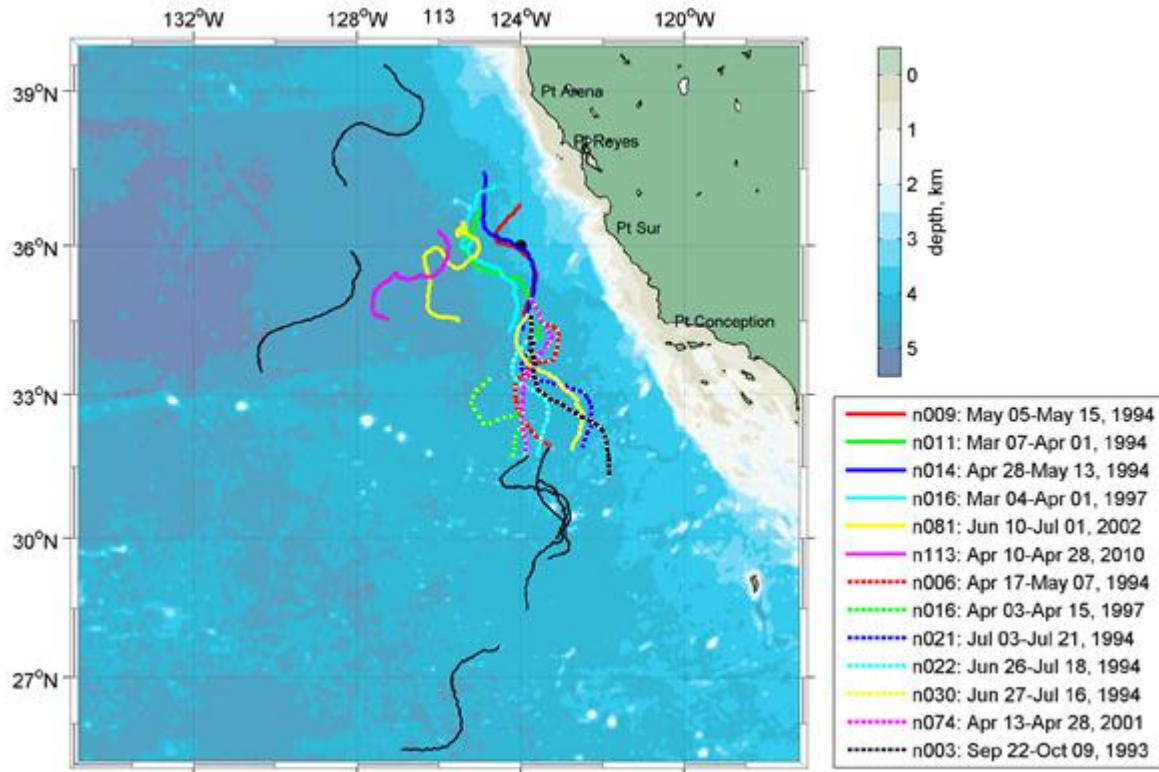 132°W 128°W 113 124°W 120°W
39°N
36°N
33°N
30°N
27°N
Pt Arena
Pt Reyes
Pt Sur
Pt Conception
0
1
2
3
4
5
depth, km
n009: May 05-May 15, 1994
n011: Mar 07-Apr 01, 1994
n014: Apr 28-May 13, 1994
n016: Mar 04-Apr 01, 1997
n081: Jun 10-Jul 01, 2002
n113: Apr 10-Apr 28, 2010
n006: Apr 17-May 07, 1994
n016: Apr 03-Apr 15, 1997
n021: Jul 03-Jul 21, 1994
n022: Jun 26-Jul 18, 1994
n030: Jun 27-Jul 16, 1994
n074: Apr 13-Apr 28, 2001
n003: Sep 22-Oct 09, 1993